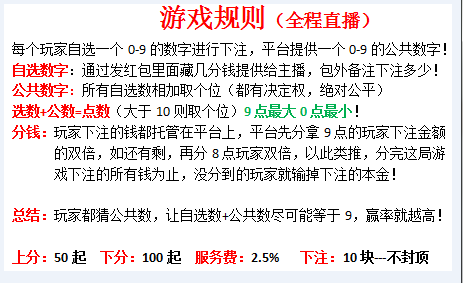 游戏规则（全程直播）
每个玩家自选一个 0-9 的数字进行下注，平台提供一个 0-9 的公共数字！
自选数字：通过发红包里面藏几分钱提供给主播，包外备注下注多少！
公共数字：所有自选数字相加取个位（都有决定权，绝对公平）
选数+公数=点数（大于 10 则取个位）9 点最大 0 点最小！
分钱：玩家下注的钱都托管在平台上，平台先分拿 9 点的玩家下注金额
的双倍，如还有剩，再分 8 点玩家双倍，以此类推，分完这局游
戏下注的所有钱为止，没分到的玩家就输掉下注的本金！
总结：玩家都猜公共数，让自选数+公共数尽可能等于 9，赢率就越高！
上分：50 起 下分：100 起 服务费：2.5% 下注：10 块---不封顶